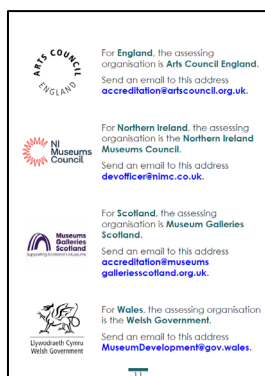 ARTS COUNCIL
ENGLAND
For England, the assessing
organisation is Arts Council England.
Send an email to this address
accreditation@artscouncil.org.uk.
NI
Museums
Council
For Northern Ireland, the assessing
organisation is the Northern Ireland
Museums Council.
Send an email to this address
devofficer@nimc.co.uk.
Museums
Galleries
Scotland
Supporting Scotland's Museums
For Scotland, the assessing
organisation is Museum Galleries
Scotland.
Send an email to this address
accreditation@museums
galleriesscotland.org.uk.
Llywodraeth Cymru
Welsh Government
For Wales, the assessing organisation
is the Welsh Government.
Send an email to this address
MuseumDevelopment@gov.wales.
11